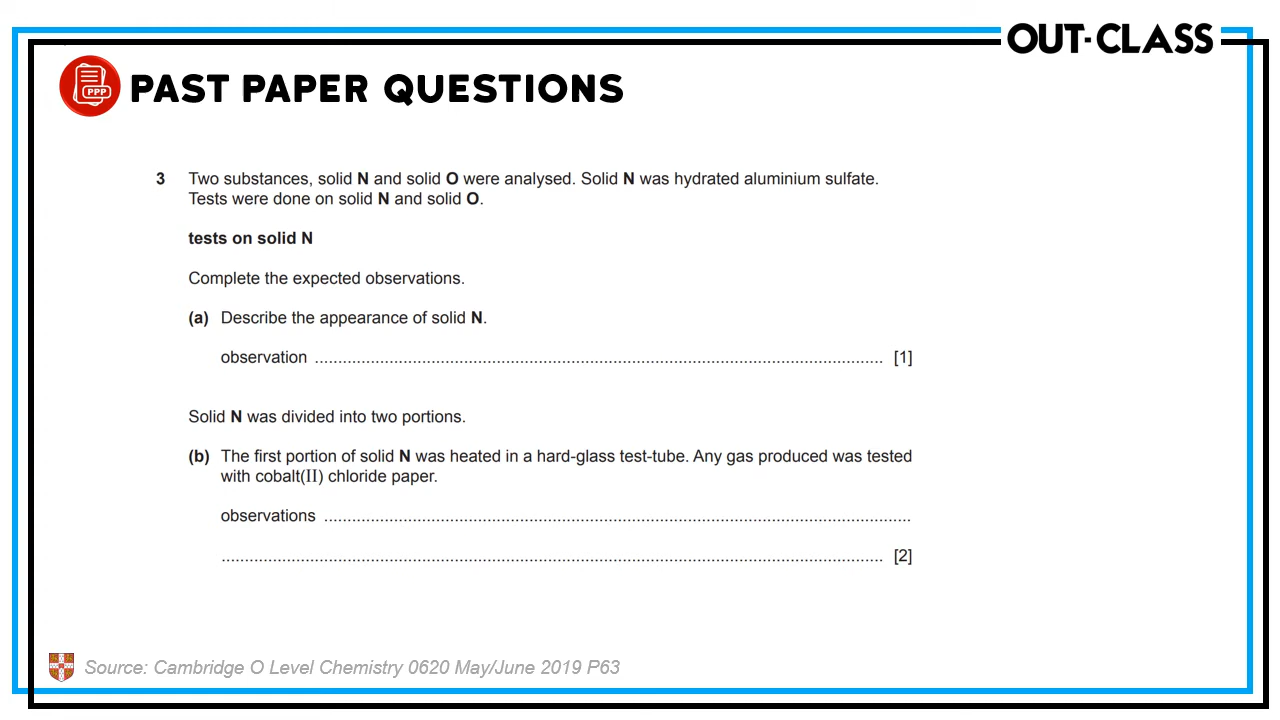 OUT-CLASS
PPP
PAST PAPER QUESTIONS
3 Two substances, solid N and solid O were analysed. Solid N was hydrated aluminium sulfate.
Tests were done on solid N and solid O.
tests on solid N
Complete the expected observations.
(a) Describe the appearance of solid N.
observation .......................................................................................................................... [1]
Solid N was divided into two portions.
(b) The first portion of solid N was heated in a hard-glass test-tube. Any gas produced was tested
with cobalt(II) chloride paper.
observations ..............................................................................................................................
.............................................................................................................................................. [2]
Source: Cambridge O Level Chemistry 0620 May/June 2019 P63